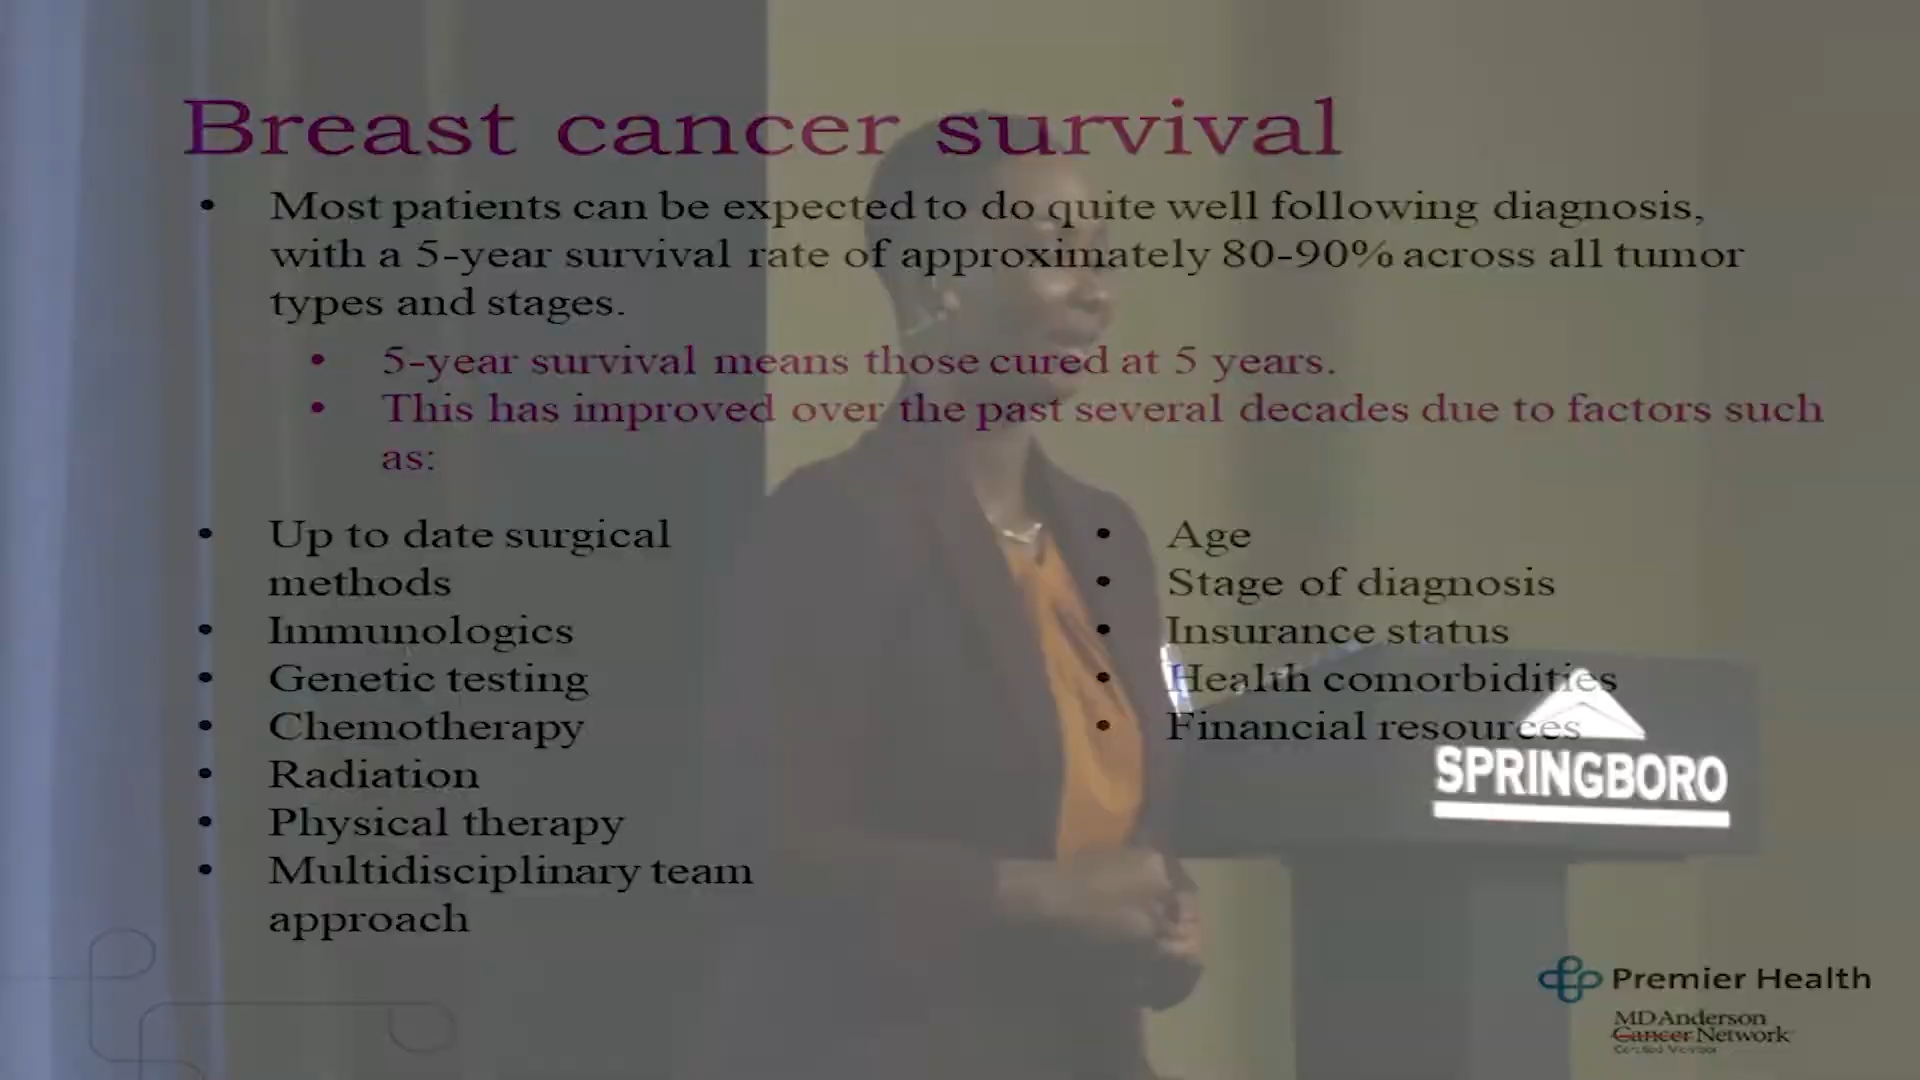 Breast cancer survival
• Most patients can be expected to do quite well following diagnosis,
with a 5-year survival rate of approximately 80-90% across all tumor
types and stages.
• 5-year survival means those cured at 5 years.
• This has improved over the past several decades due to factors such
as:
• Up to date surgical
methods
• Immunologics
• Genetic testing
• Chemotherapy
• Radiation
• Physical therapy
• Multidisciplinary team
approach
• Age
• Stage of diagnosis
• Insurance status
• Health comorbidities
• Financial resources
SPRINGBORO
Premier Health
MD Anderson
Cancer Network
Certified Member